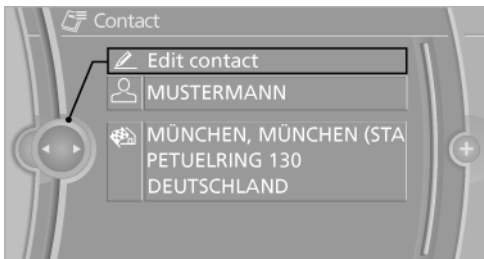 Contact
Edit contact
MUSTERMANN
MÜNCHEN, MÜNCHEN (STA
PETUELRING 130
DEUTSCHLAND